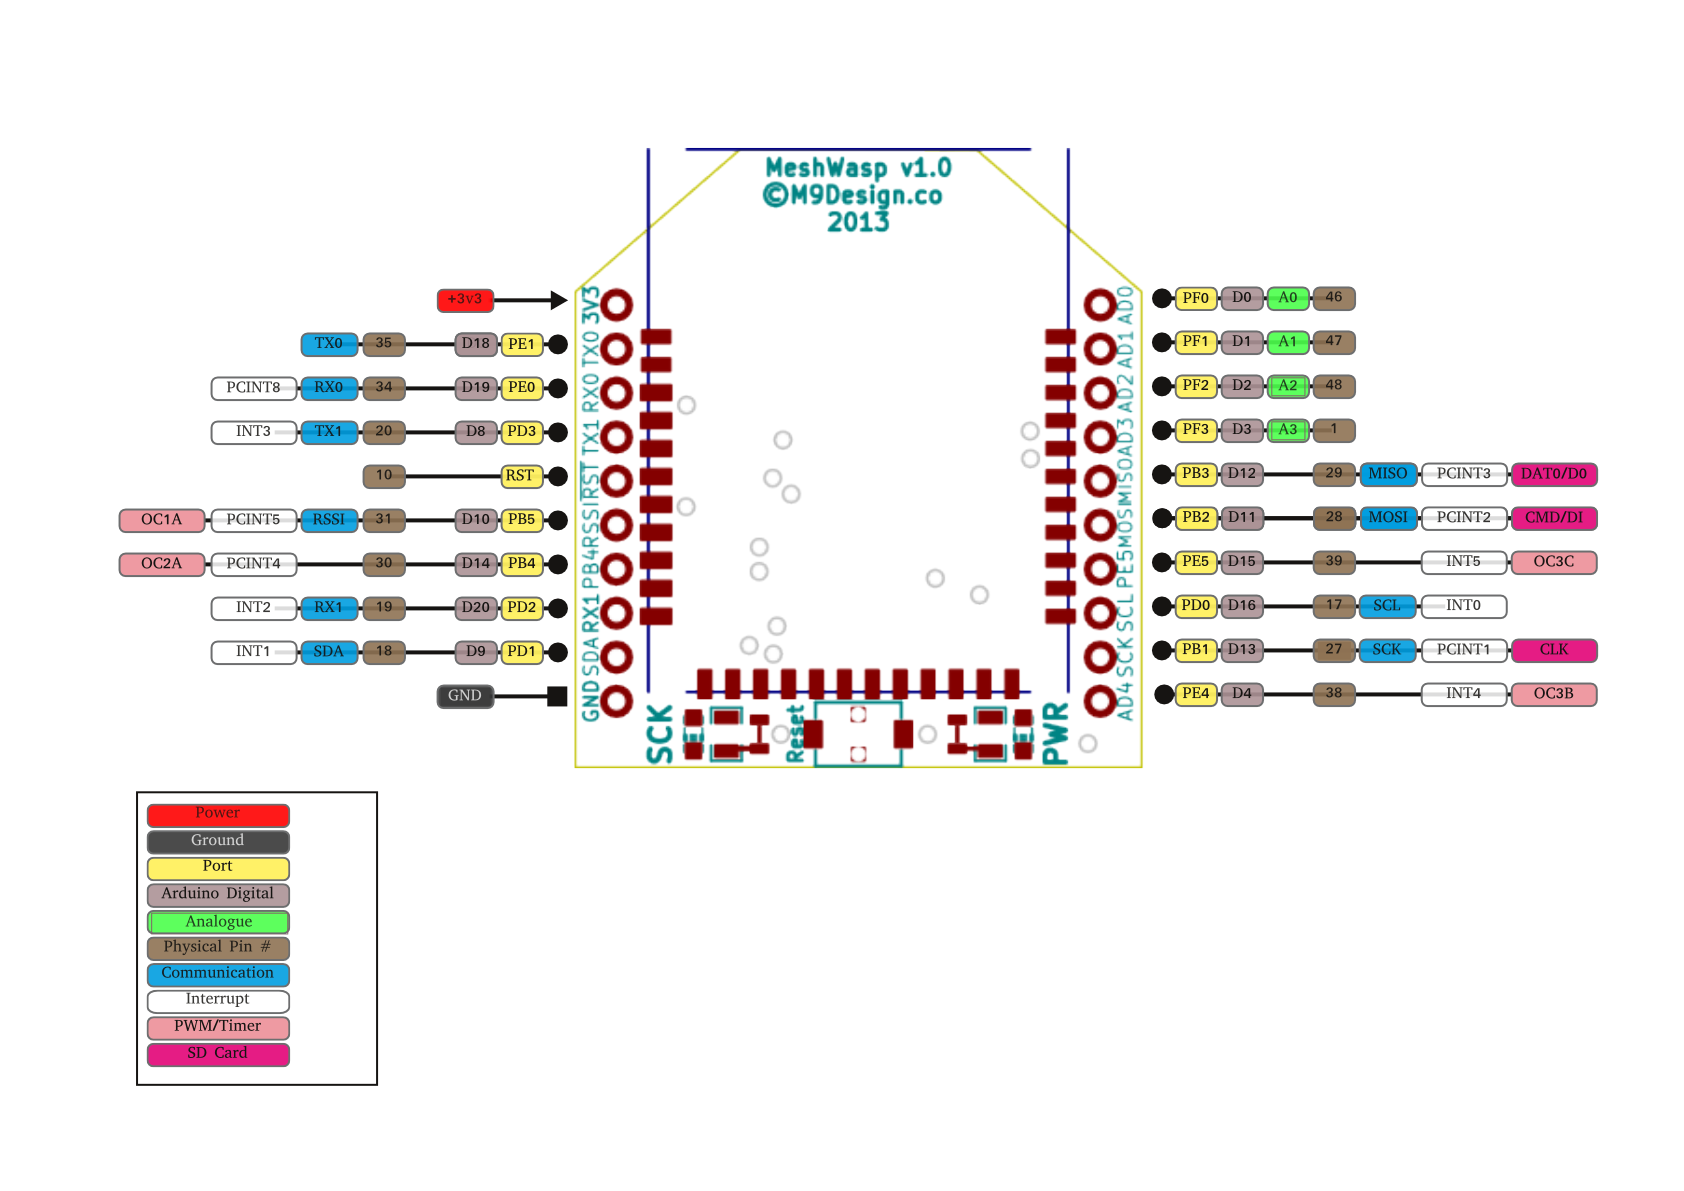 MeshWasp v1.0
©M9Design.co
2013
+3v3
TX0 35 D18 PE1
PCINT8 RX0 34 D19 PE0
INT3 TX1 20 D8 PD3
10 RST
OC1A PCINT5 RSSI 31 D10 PB5
OC2A PCINT4 30 D14 PB4
INT2 RX1 19 D20 PD2
INT1 SDA 18 D9 PD1
GND
3V3
TX0
RX0
TX1
RST
RSSI
PB4
RX1
SDA
GND
AD0
AD1
AD2
AD3
MISO
MOSI
PE5
SCL
SCK
AD4
PF0 D0 A0 46
PF1 D1 A1 47
PF2 D2 A2 48
PF3 D3 A3 1
PB3 D12 29 MISO PCINT3 DAT0/D0
PB2 D11 28 MOSI PCINT2 CMD/DI
PE5 D15 39 INT5 OC3C
PD0 D16 17 SCL INT0
PB1 D13 27 SCK PCINT1 CLK
PE4 D4 38 INT4 OC3B
SCK
Reset
PWR
Power
Ground
Port
Arduino Digital
Analogue
Physical Pin #
Communication
Interrupt
PWM/Timer
SD Card